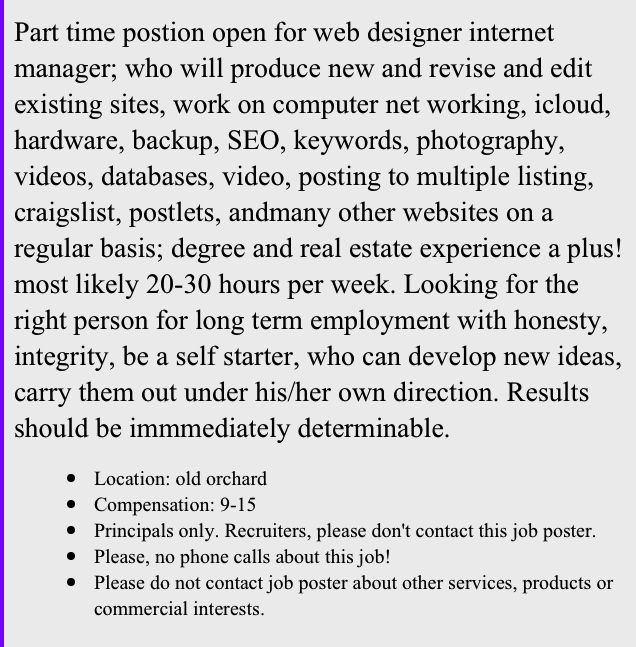 Part time postion open for web designer internet
manager; who will produce new and revise and edit
existing sites, work on computer net working, icloud,
hardware, backup, SEO, keywords, photography,
videos, databases, video, posting to multiple listing,
craigslist, postlets, andmany other websites on a
regular basis; degree and real estate experience a plus!
most likely 20-30 hours per week. Looking for the
right person for long term employment with honesty,
integrity, be a self starter, who can develop new ideas,
carry them out under his/her own direction. Results
should be immmediately determinable.
• Location: old orchard
• Compensation: 9-15
• Principals only. Recruiters, please don't contact this job poster.
• Please, no phone calls about this job!
• Please do not contact job poster about other services, products or
commercial interests.